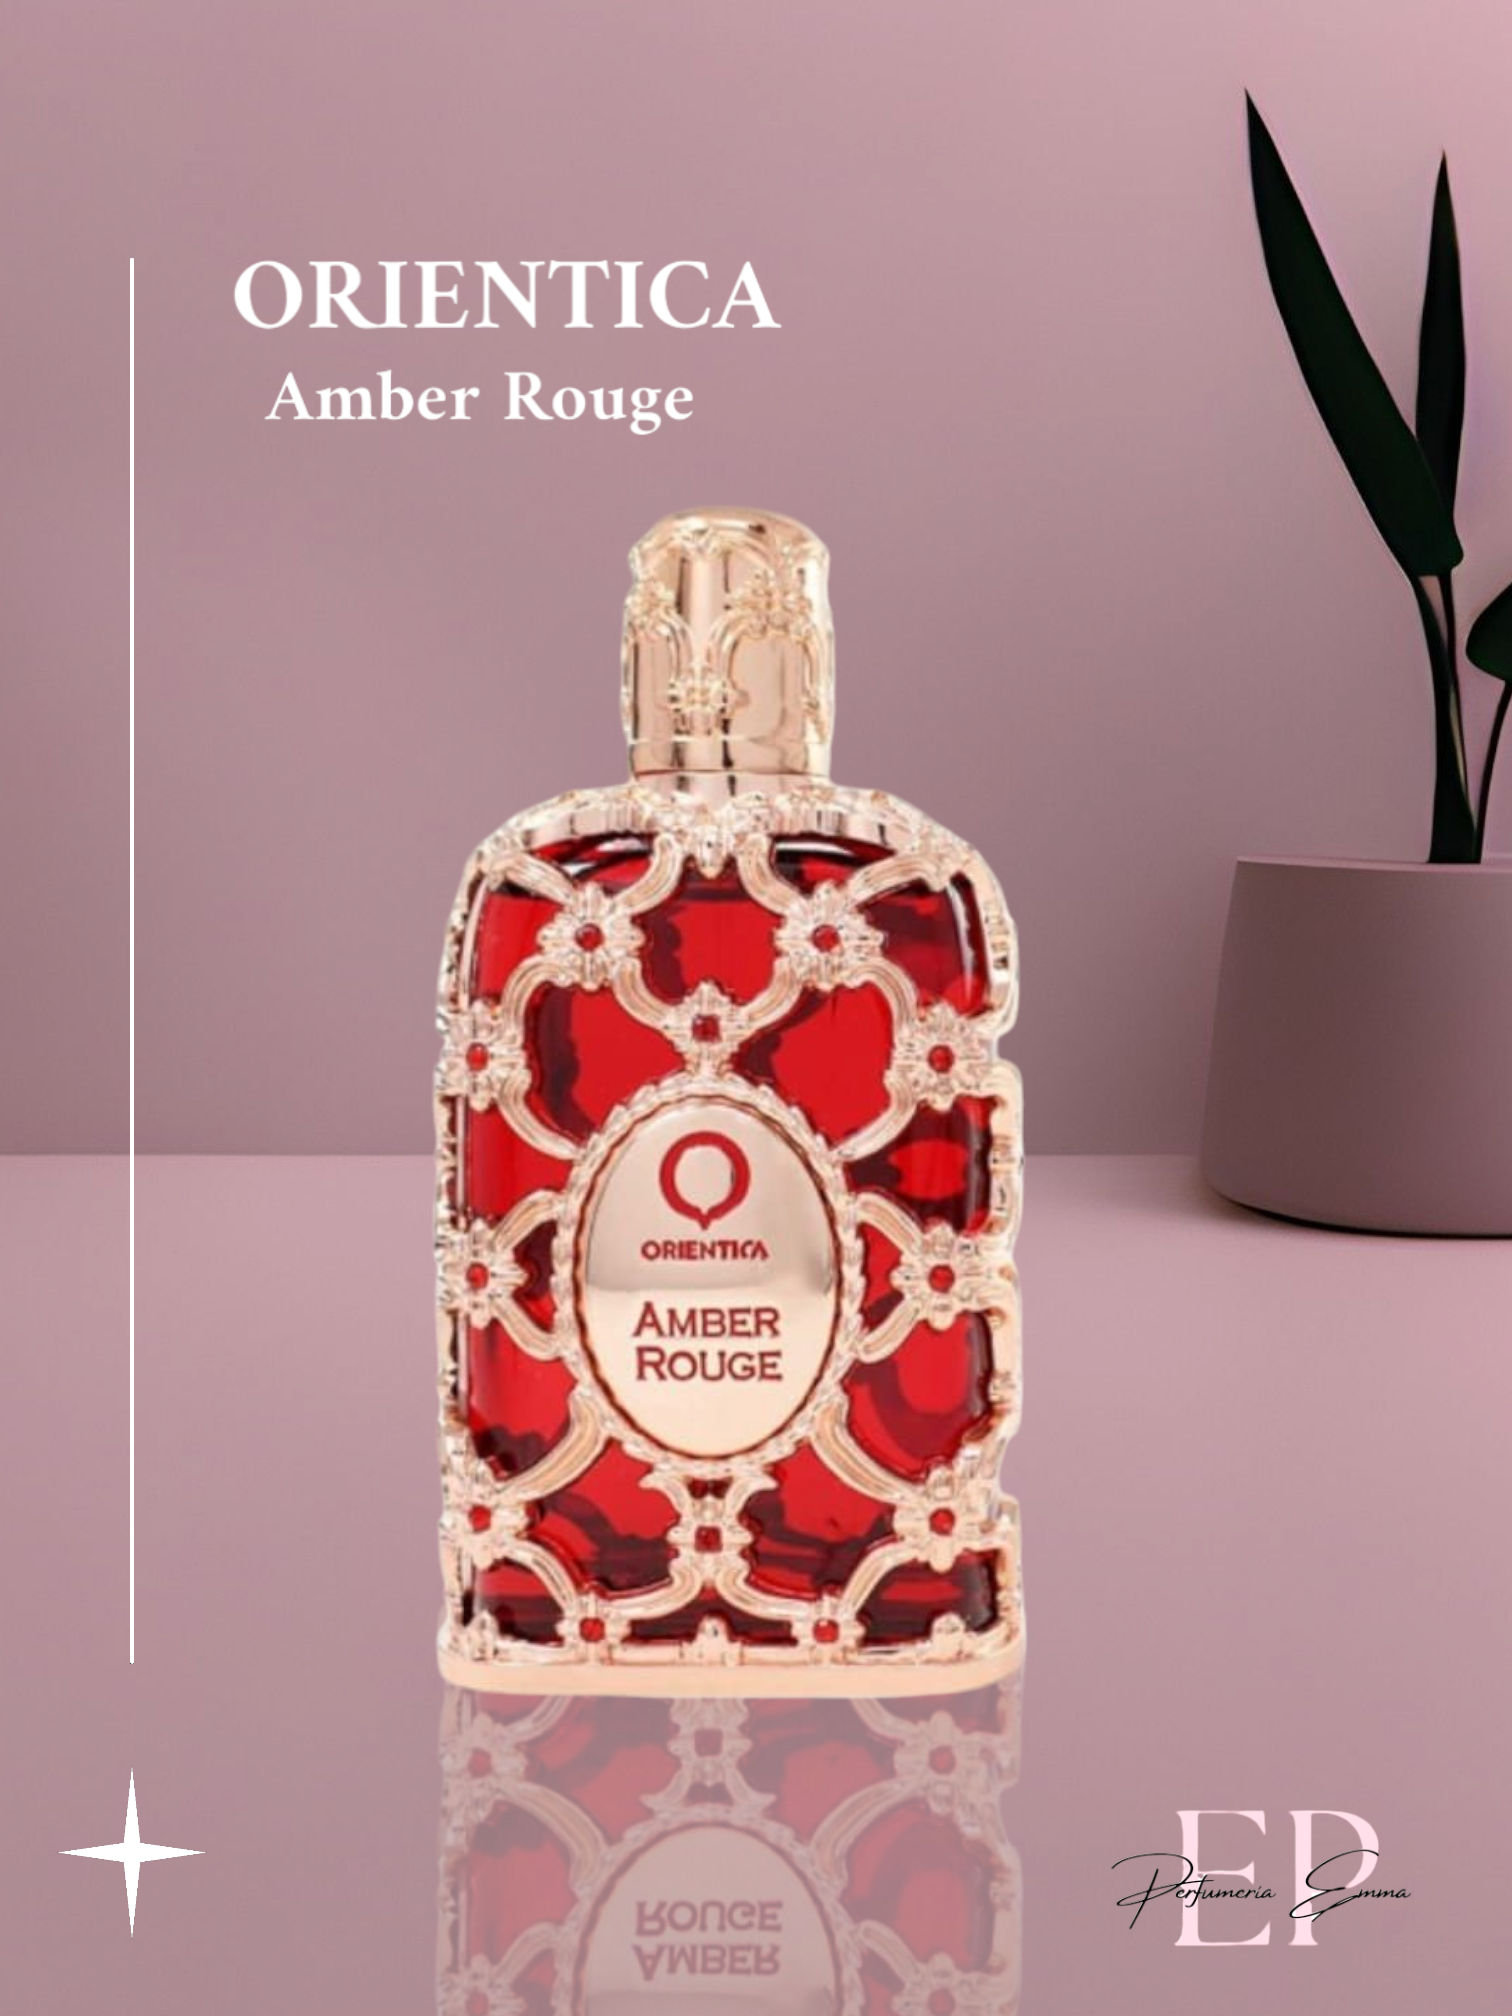 ORIENTICA
Amber Rouge
ORIENTICA
AMBER
ROUGE
ROUGE
AMBER
EP
Perfumeria Emma